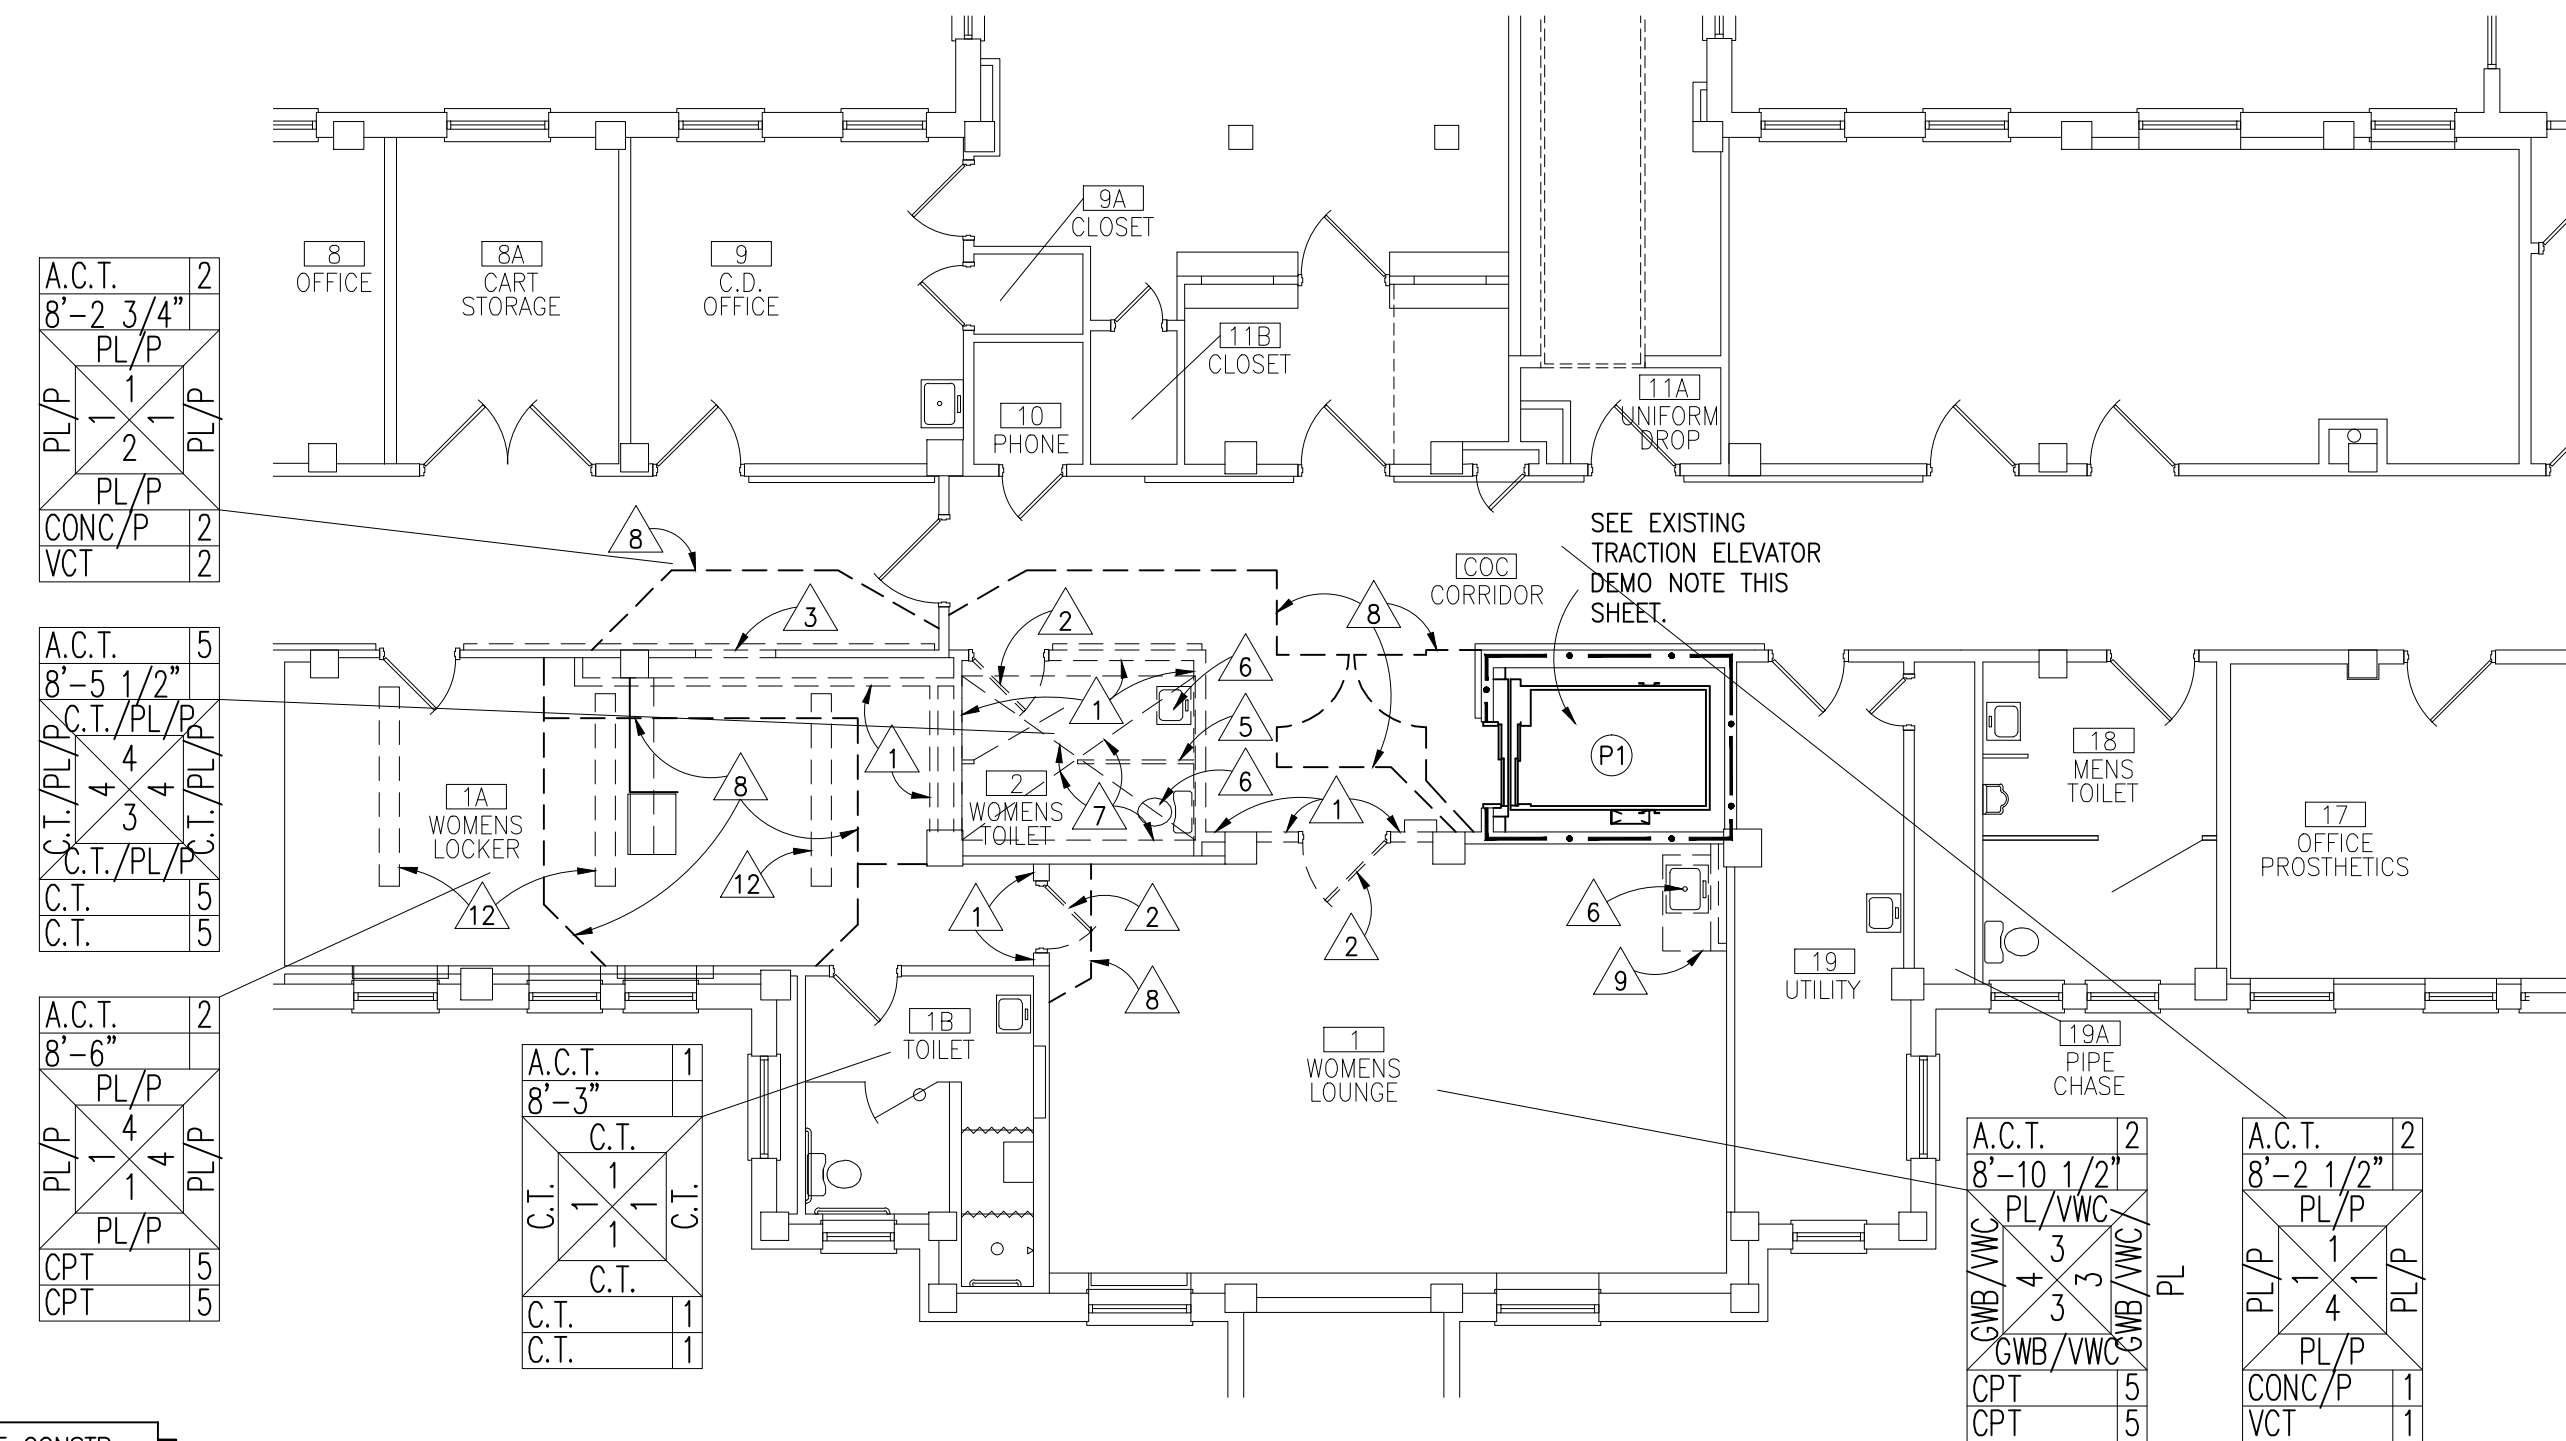 9A
CLOSET
8
OFFICE
8A
CART
STORAGE
9
C.D.
OFFICE
11B
CLOSET
10
PHONE
11A
UNIFORM
DROP
A.C.T. 2
8'-2 3/4"
PL/P
PL/P 1 PL/P
1 1
2
PL/P
CONC/P 2
VCT 2
8
SEE EXISTING
TRACTION ELEVATOR
DEMO NOTE THIS
SHEET.
COC
CORRIDOR
3
2
8
6
A.C.T. 5
8'-5 1/2"
C.T./PL/P
C.T./PL/P 4 C.T./PL/P
4 4
3
C.T./PL/P
C.T. 5
C.T. 5
1
5
1
6
8
7
1
P1
1A
WOMENS
LOCKER
2
WOMENS
TOILET
18
MENS
TOILET
17
OFFICE
PROSTHETICS
12
12
1
2
2
6
8
9
19
UTILITY
19A
PIPE
CHASE
1B
TOILET
1
WOMENS
LOUNGE
A.C.T. 2
8'-6"
PL/P
PL/P 4 PL/P
1 4
1
PL/P
CPT 5
CPT 5
A.C.T. 1
8'-3"
C.T.
C.T. 1 C.T.
1 1
1
C.T.
C.T. 1
C.T. 1
A.C.T. 2
8'-10 1/2"
PL/VWC
GWB/VWC 3 GWB/VWC/
PL
4 3
3
GWB/VWC
CPT 5
CPT 5
A.C.T. 2
8'-2 1/2"
PL/P
PL/P 1 PL/P
1 1
4
PL/P
CONC/P 1
VCT 1